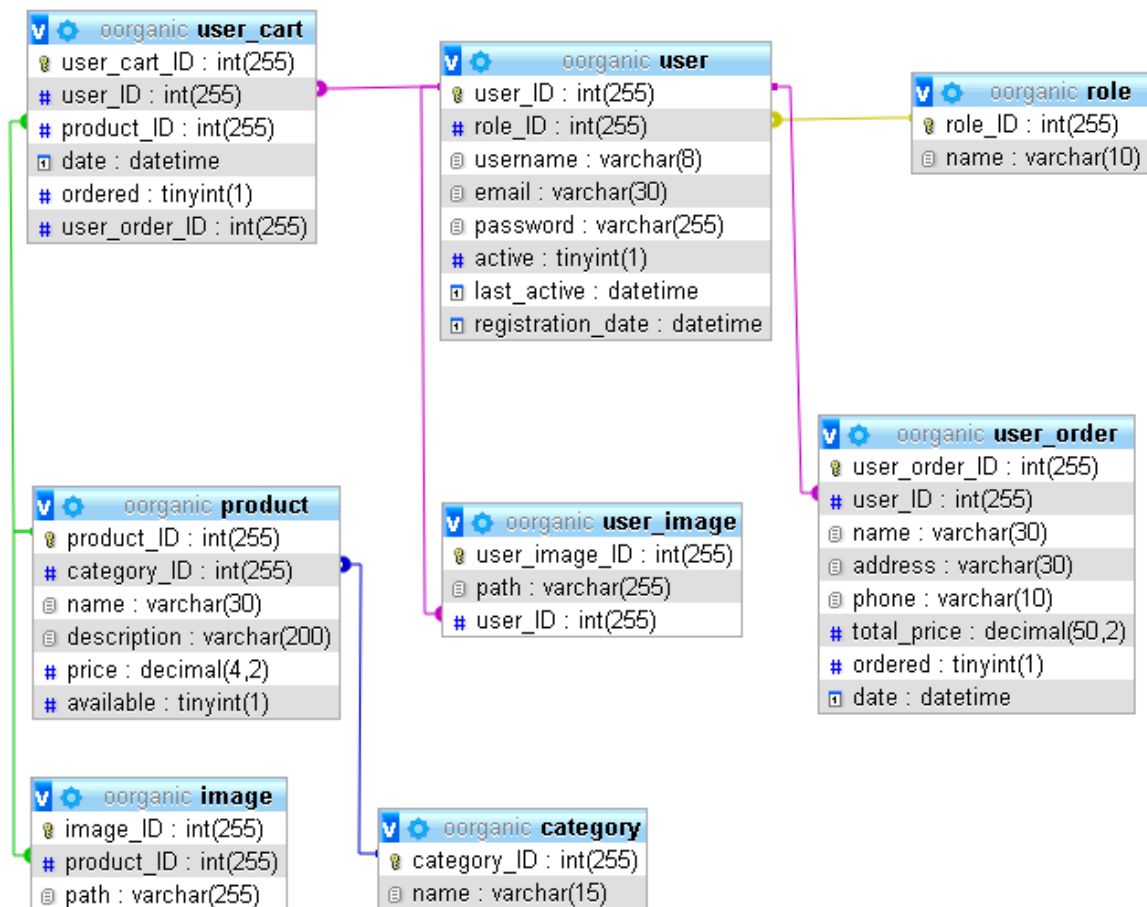 oorganic user_cart
user_cart_ID : int(255)
user_ID : int(255)
product_ID : int(255)
date : datetime
ordered : tinyint(1)
user_order_ID : int(255)
oorganic user
user_ID : int(255)
role_ID : int(255)
username : varchar(8)
email : varchar(30)
password : varchar(255)
active : tinyint(1)
last_active : datetime
registration_date : datetime
oorganic role
role_ID : int(255)
name : varchar(10)
oorganic user_order
user_order_ID : int(255)
user_ID : int(255)
name : varchar(30)
address : varchar(30)
phone : varchar(10)
total_price : decimal(50,2)
ordered : tinyint(1)
date : datetime
oorganic product
product_ID : int(255)
category_ID : int(255)
name : varchar(30)
description : varchar(200)
price : decimal(4,2)
available : tinyint(1)
oorganic user_image
user_image_ID : int(255)
path : varchar(255)
user_ID : int(255)
oorganic image
image_ID : int(255)
product_ID : int(255)
path : varchar(255)
oorganic category
category_ID : int(255)
name : varchar(15)